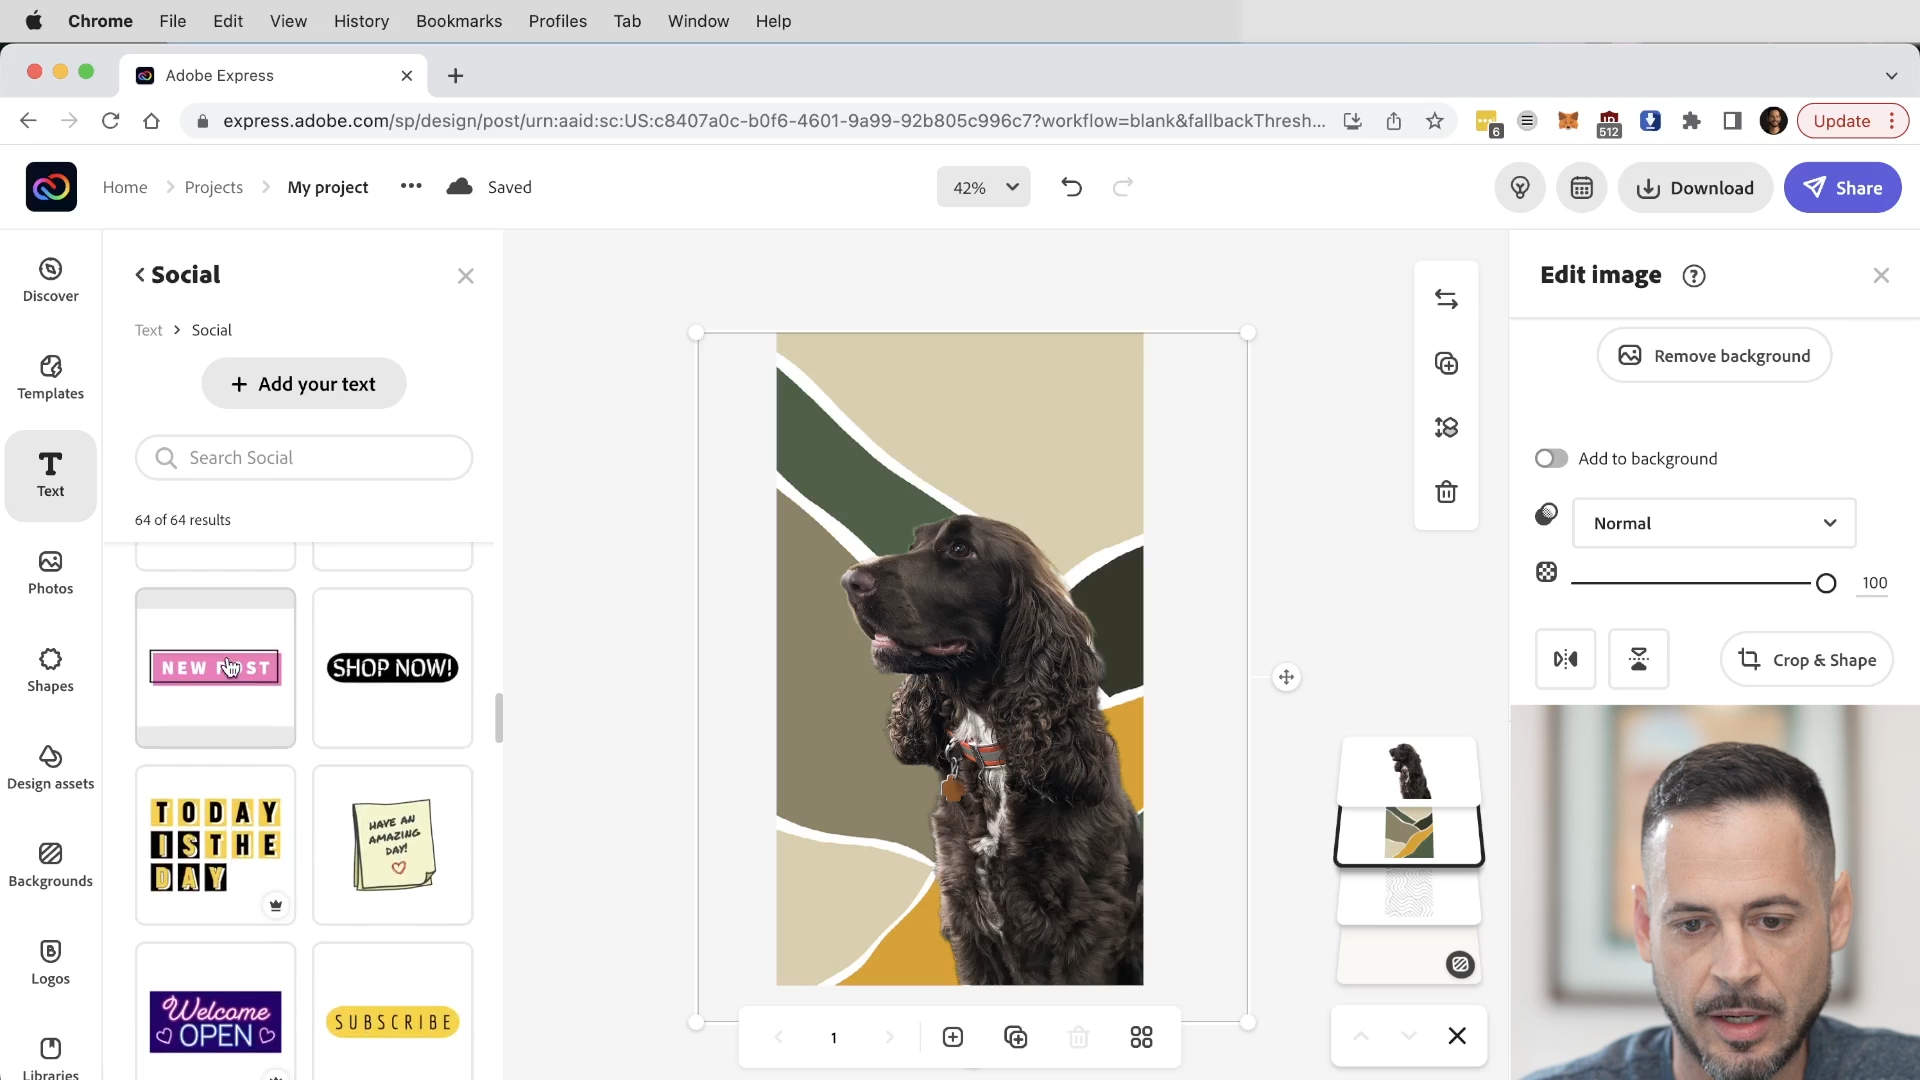 Chrome File Edit View History Bookmarks Profiles Tab Window Help
Adobe Express
express.adobe.com/sp/design/post/urn:aaid:sc:US:c8407a0c-b0f6-4601-9a99-92b805c996c7?workflow=blank&fallbackThresh...
6
512
Update
Home Projects My project Saved
42%
Download
Share
Discover
Templates
Text
Photos
Shapes
Design assets
Backgrounds
Logos
Libraries
Social
Text > Social
+ Add your text
Search Social
64 of 64 results
NEW
SHOP NOW!
TODAY
IS THE
DAY
HAVE AN
AMAZING
DAY!
Welcome
OPEN
SUBSCRIBE
1
Edit image
Remove background
Add to background
Normal
100
Crop & Shape